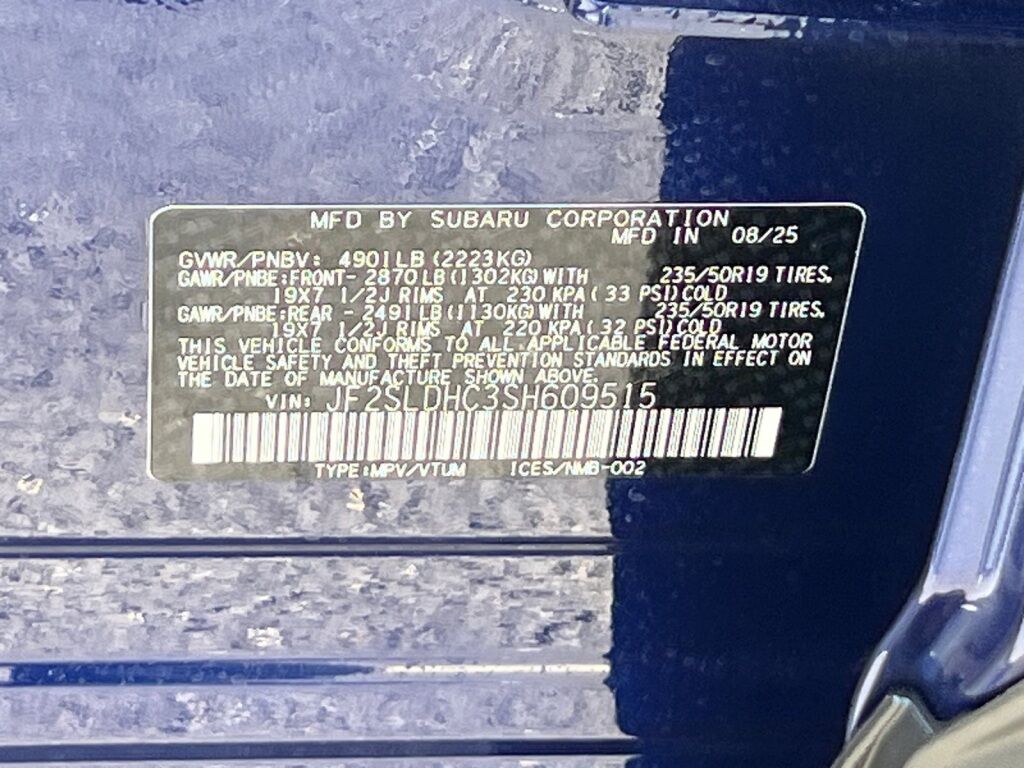 MFD BY SUBARU CORPORATION
MFD IN 08/25
GVWR/PNBV: 4901LB(2223KG)
GAWR/PNBE:FRONT- 2870LB(1302KG)WITH 235/50R19 TIRES,
19X7 1/2J RIMS AT 230 KPA( 33 PSI)COLD
GAWR/PNBE:REAR - 2491LB(1130KG)WITH 235/50R19 TIRES,
19X7 1/2J RIMS AT 220 KPA( 32 PSI)COLD
THIS VEHICLE CONFORMS TO ALL APPLICABLE FEDERAL MOTOR
VEHICLE SAFETY AND THEFT PREVENTION STANDARDS IN EFFECT ON
THE DATE OF MANUFACTURE SHOWN ABOVE.
VIN: JF2SLDHC3SH609515
TYPE:MPV/VTUM ICES/NMB-002